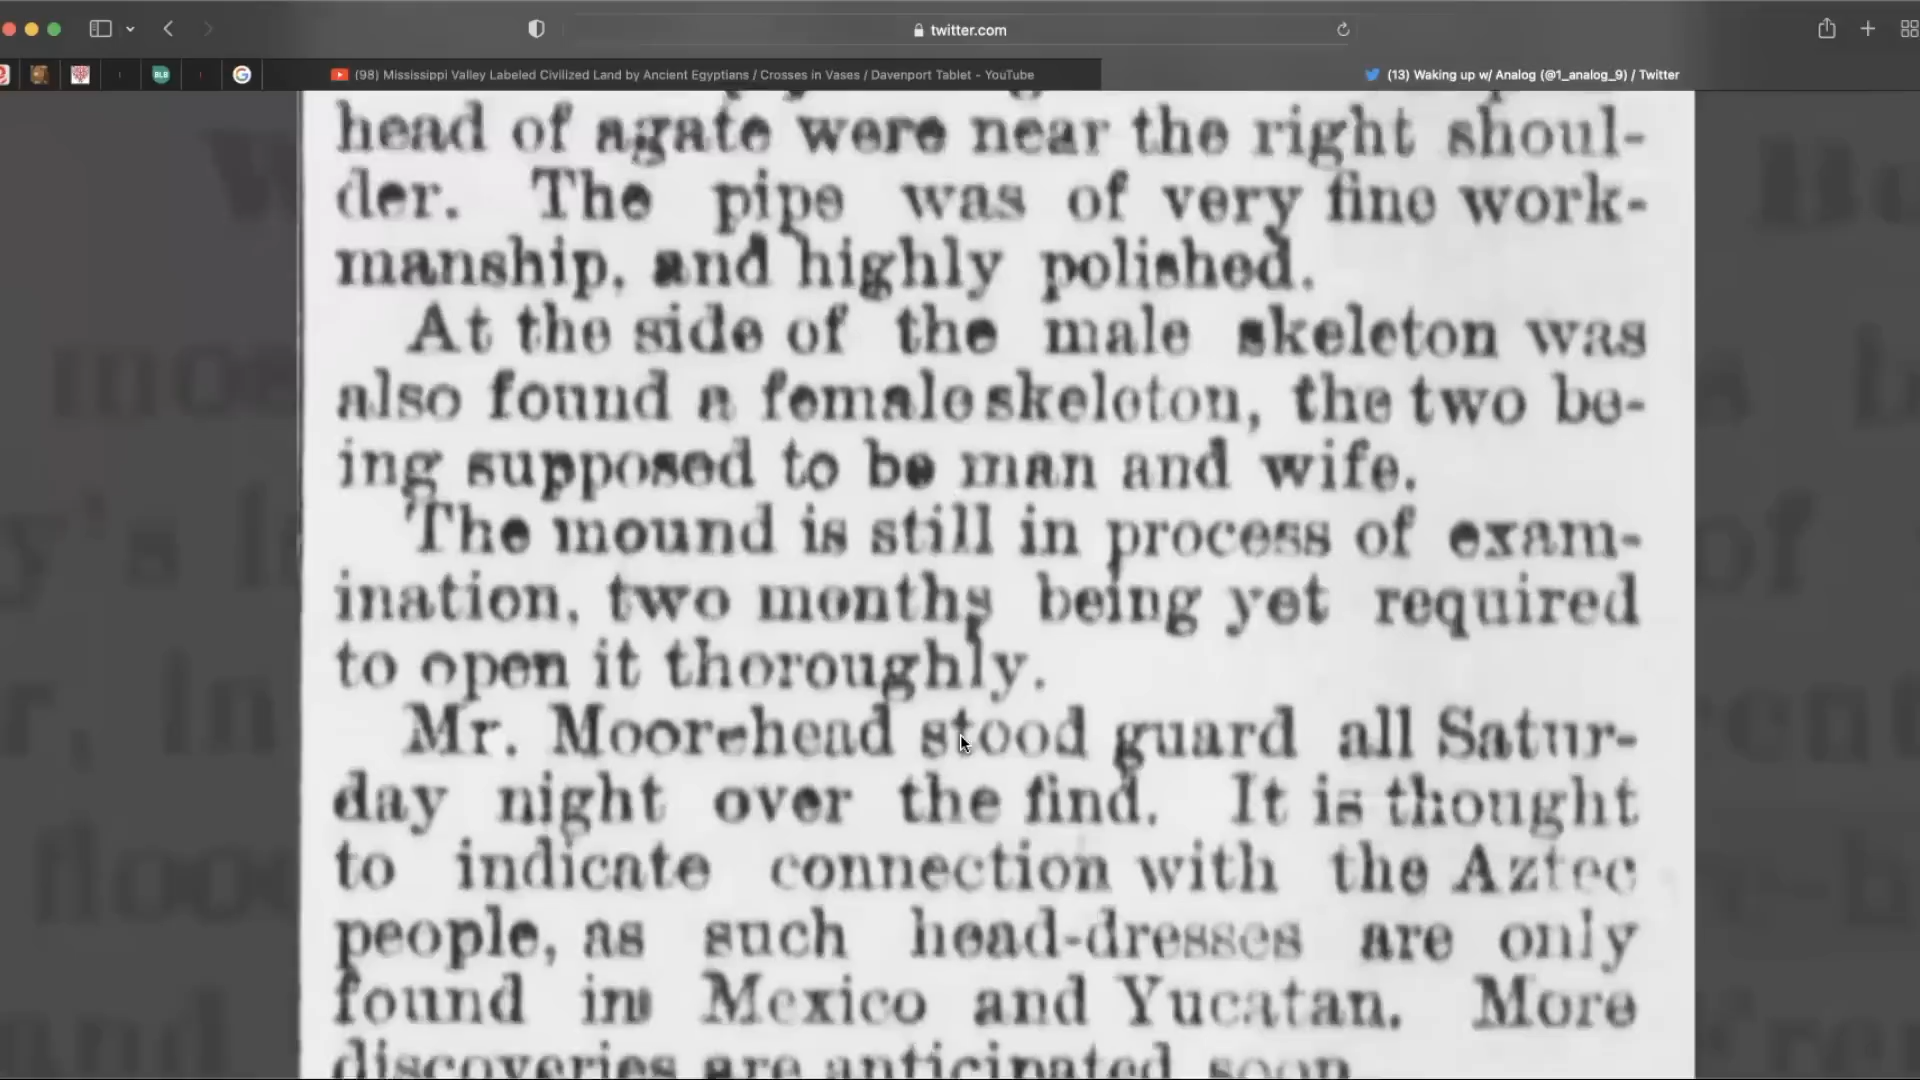 twitter.com
BLB
(98) Mississippi Valley Labeled Civilized Land by Ancient Egyptians / Crosses in Vases / Davenport Tablet - YouTube
(13) Waking up w/ Analog (@1_analog_9) / Twitter
head of agate were near the right shoul-
der. The pipe was of very fine work-
manship, and highly polished.
At the side of the male skeleton was
also found a female skeleton, the two be-
ing supposed to be man and wife.
The mound is still in process of exam-
ination, two months being yet required
to open it thoroughly.
Mr. Moorehead stood guard all Satur-
day night over the find. It is thought
to indicate connection with the Aztec
people, as such head-dresses are only
found in Mexico and Yucatan. More
discoveries are anticipated soon.